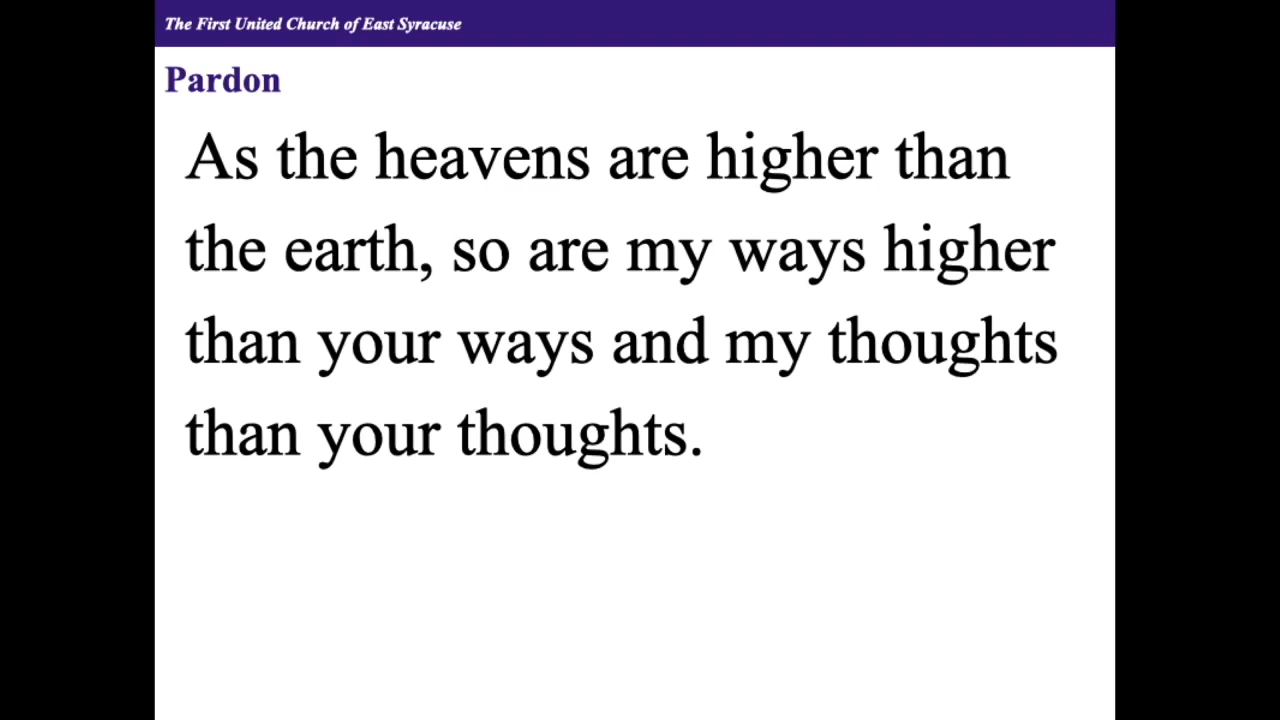 The First United Church of East Syracuse
Pardon
As the heavens are higher than
the earth, so are my ways higher
than your ways and my thoughts
than your thoughts.